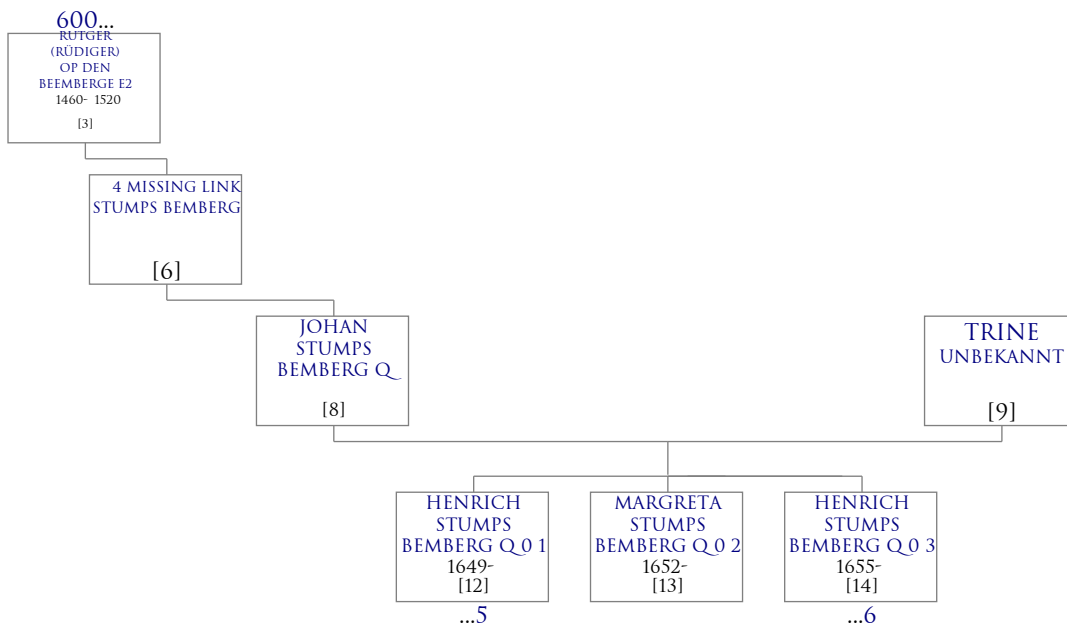 600...
RUTGER
(RÜDIGER)
OP DEN
BEEMBERGE E2
1460- 1520
[3]
4 MISSING LINK
STUMPS BEMBERG
[6]
JOHAN
STUMPS
BEMBERG Q
[8]
TRINE
UNBEKANNT
[9]
HENRICH
STUMPS
BEMBERG Q 0 1
1649-
[12]
...5
MARGRETA
STUMPS
BEMBERG Q 0 2
1652-
[13]
HENRICH
STUMPS
BEMBERG Q 0 3
1655-
[14]
...6